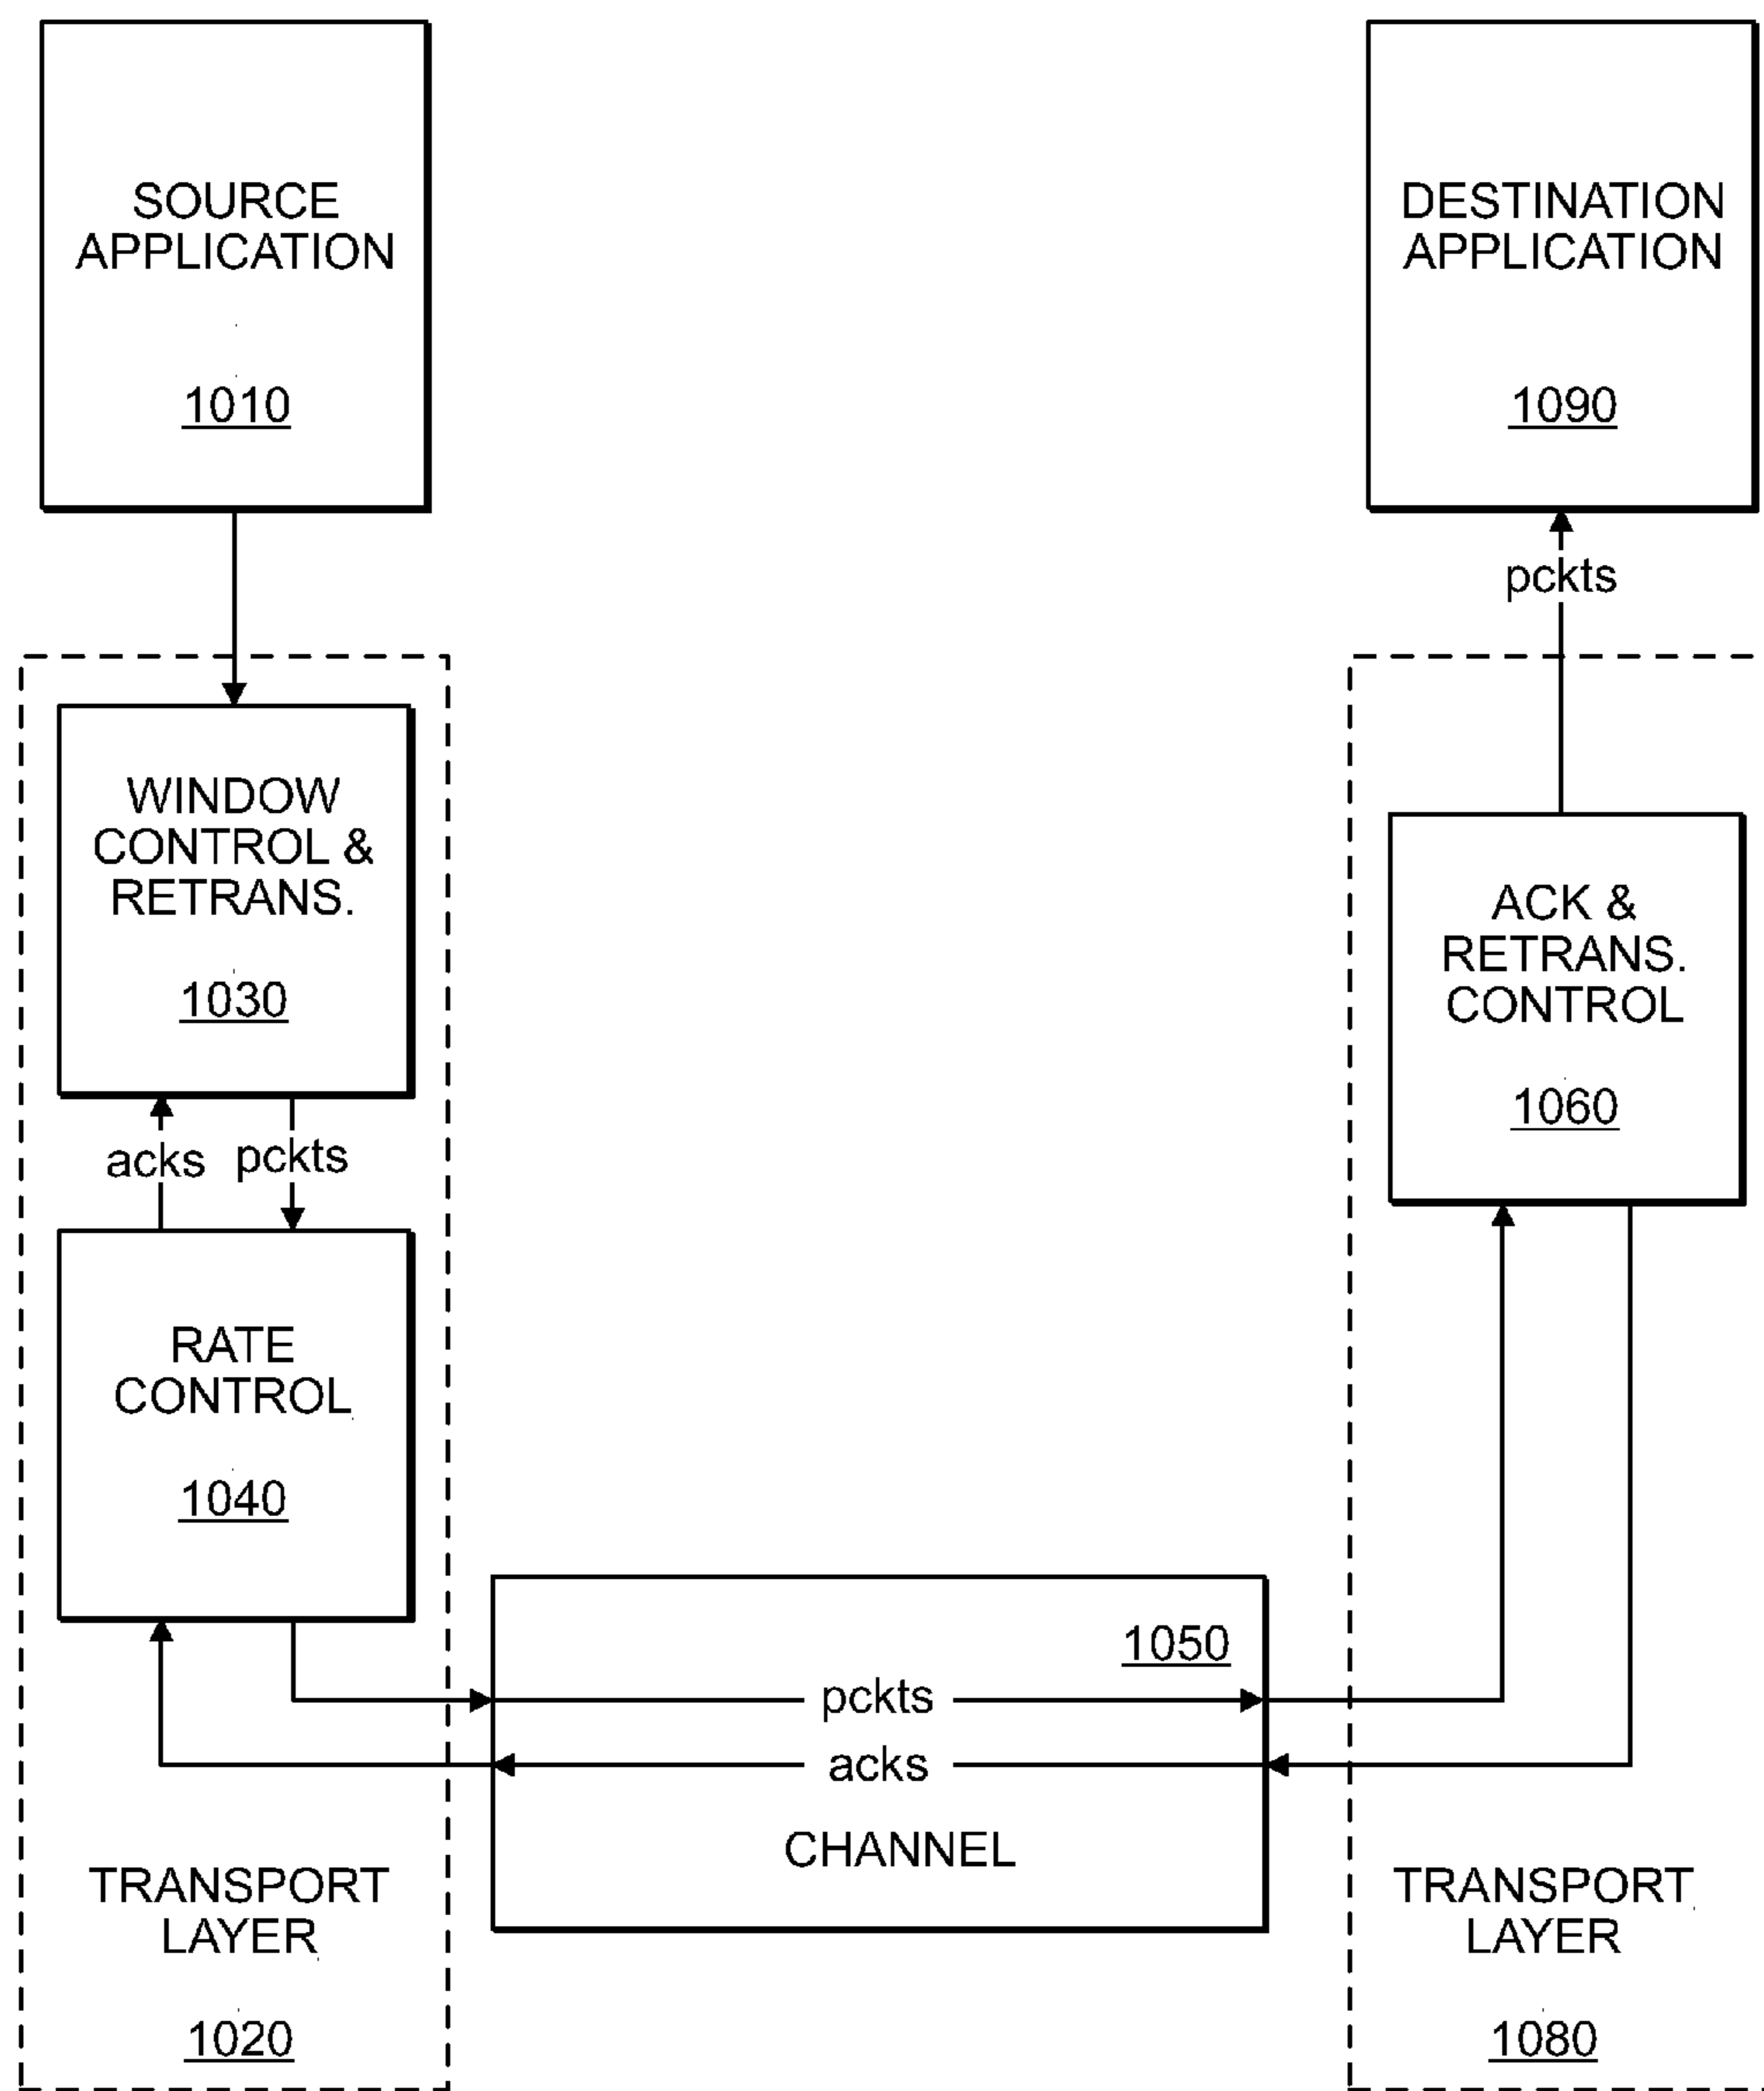 SOURCE
APPLICATION
1010
DESTINATION
APPLICATION
1090
pckts
WINDOW
CONTROL &
RETRANS.
1030
ACK &
RETRANS.
CONTROL
1060
acks
pckts
RATE
CONTROL
1040
1050
pckts
acks
CHANNEL
TRANSPORT
LAYER
1020
TRANSPORT
LAYER
1080